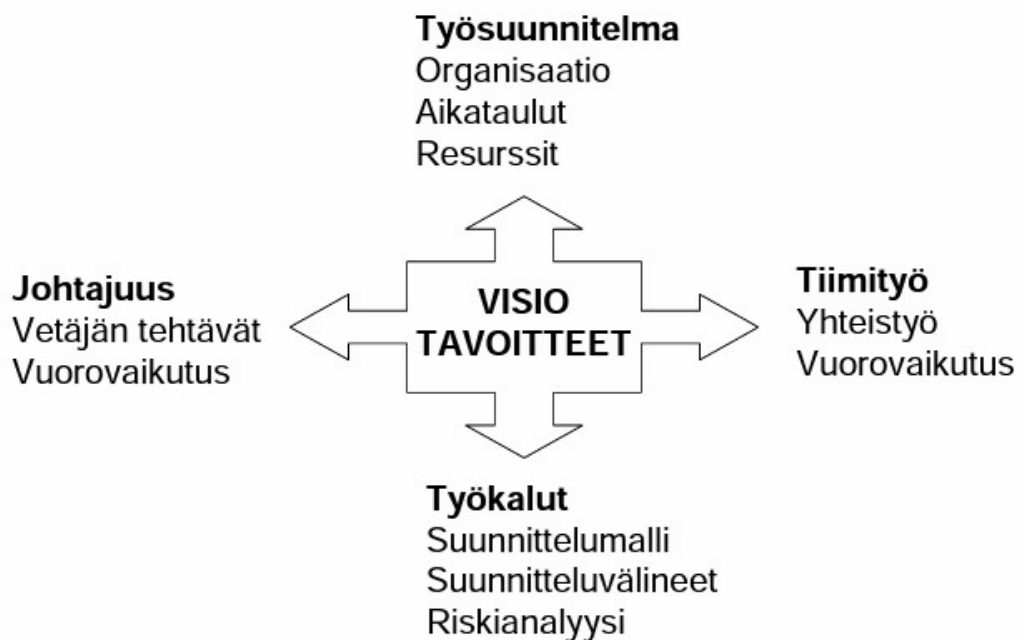 Työsuunnitelma
Organisaatio
Aikataulut
Resurssit
Johtajuus
Vetäjän tehtävät
Vuorovaikutus
VISIO
TAVOITTEET
Tiimityö
Yhteistyö
Vuorovaikutus
Työkalut
Suunnittelumalli
Suunnitteluvälineet
Riskianalyysi